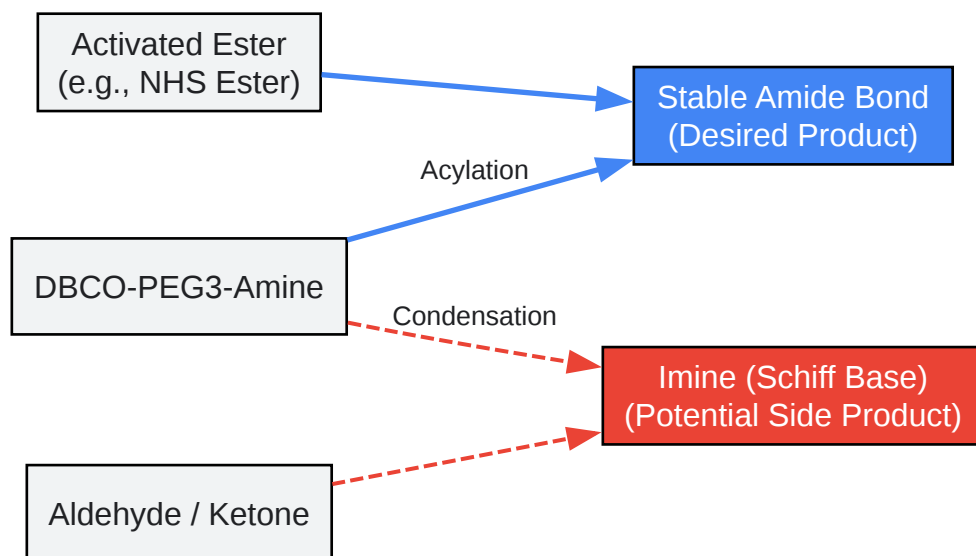 Activated Ester
(e.g., NHS Ester)
Stable Amide Bond
(Desired Product)
Acylation
DBCO-PEG3-Amine
Condensation
Imine (Schiff Base)
(Potential Side Product)
Aldehyde / Ketone